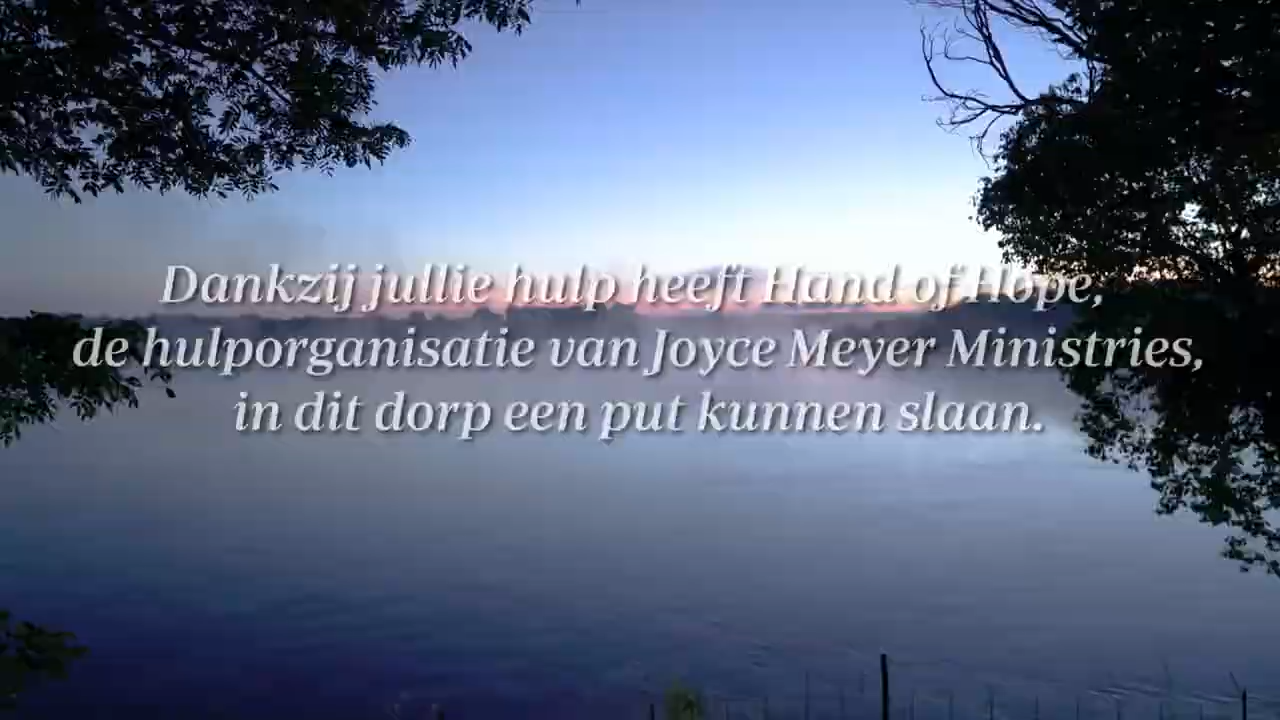 Dankzij jullie hulp heeft Hand of Hope,
de hulporganisatie van Joyce Meyer Ministries,
in dit dorp een put kunnen slaan.